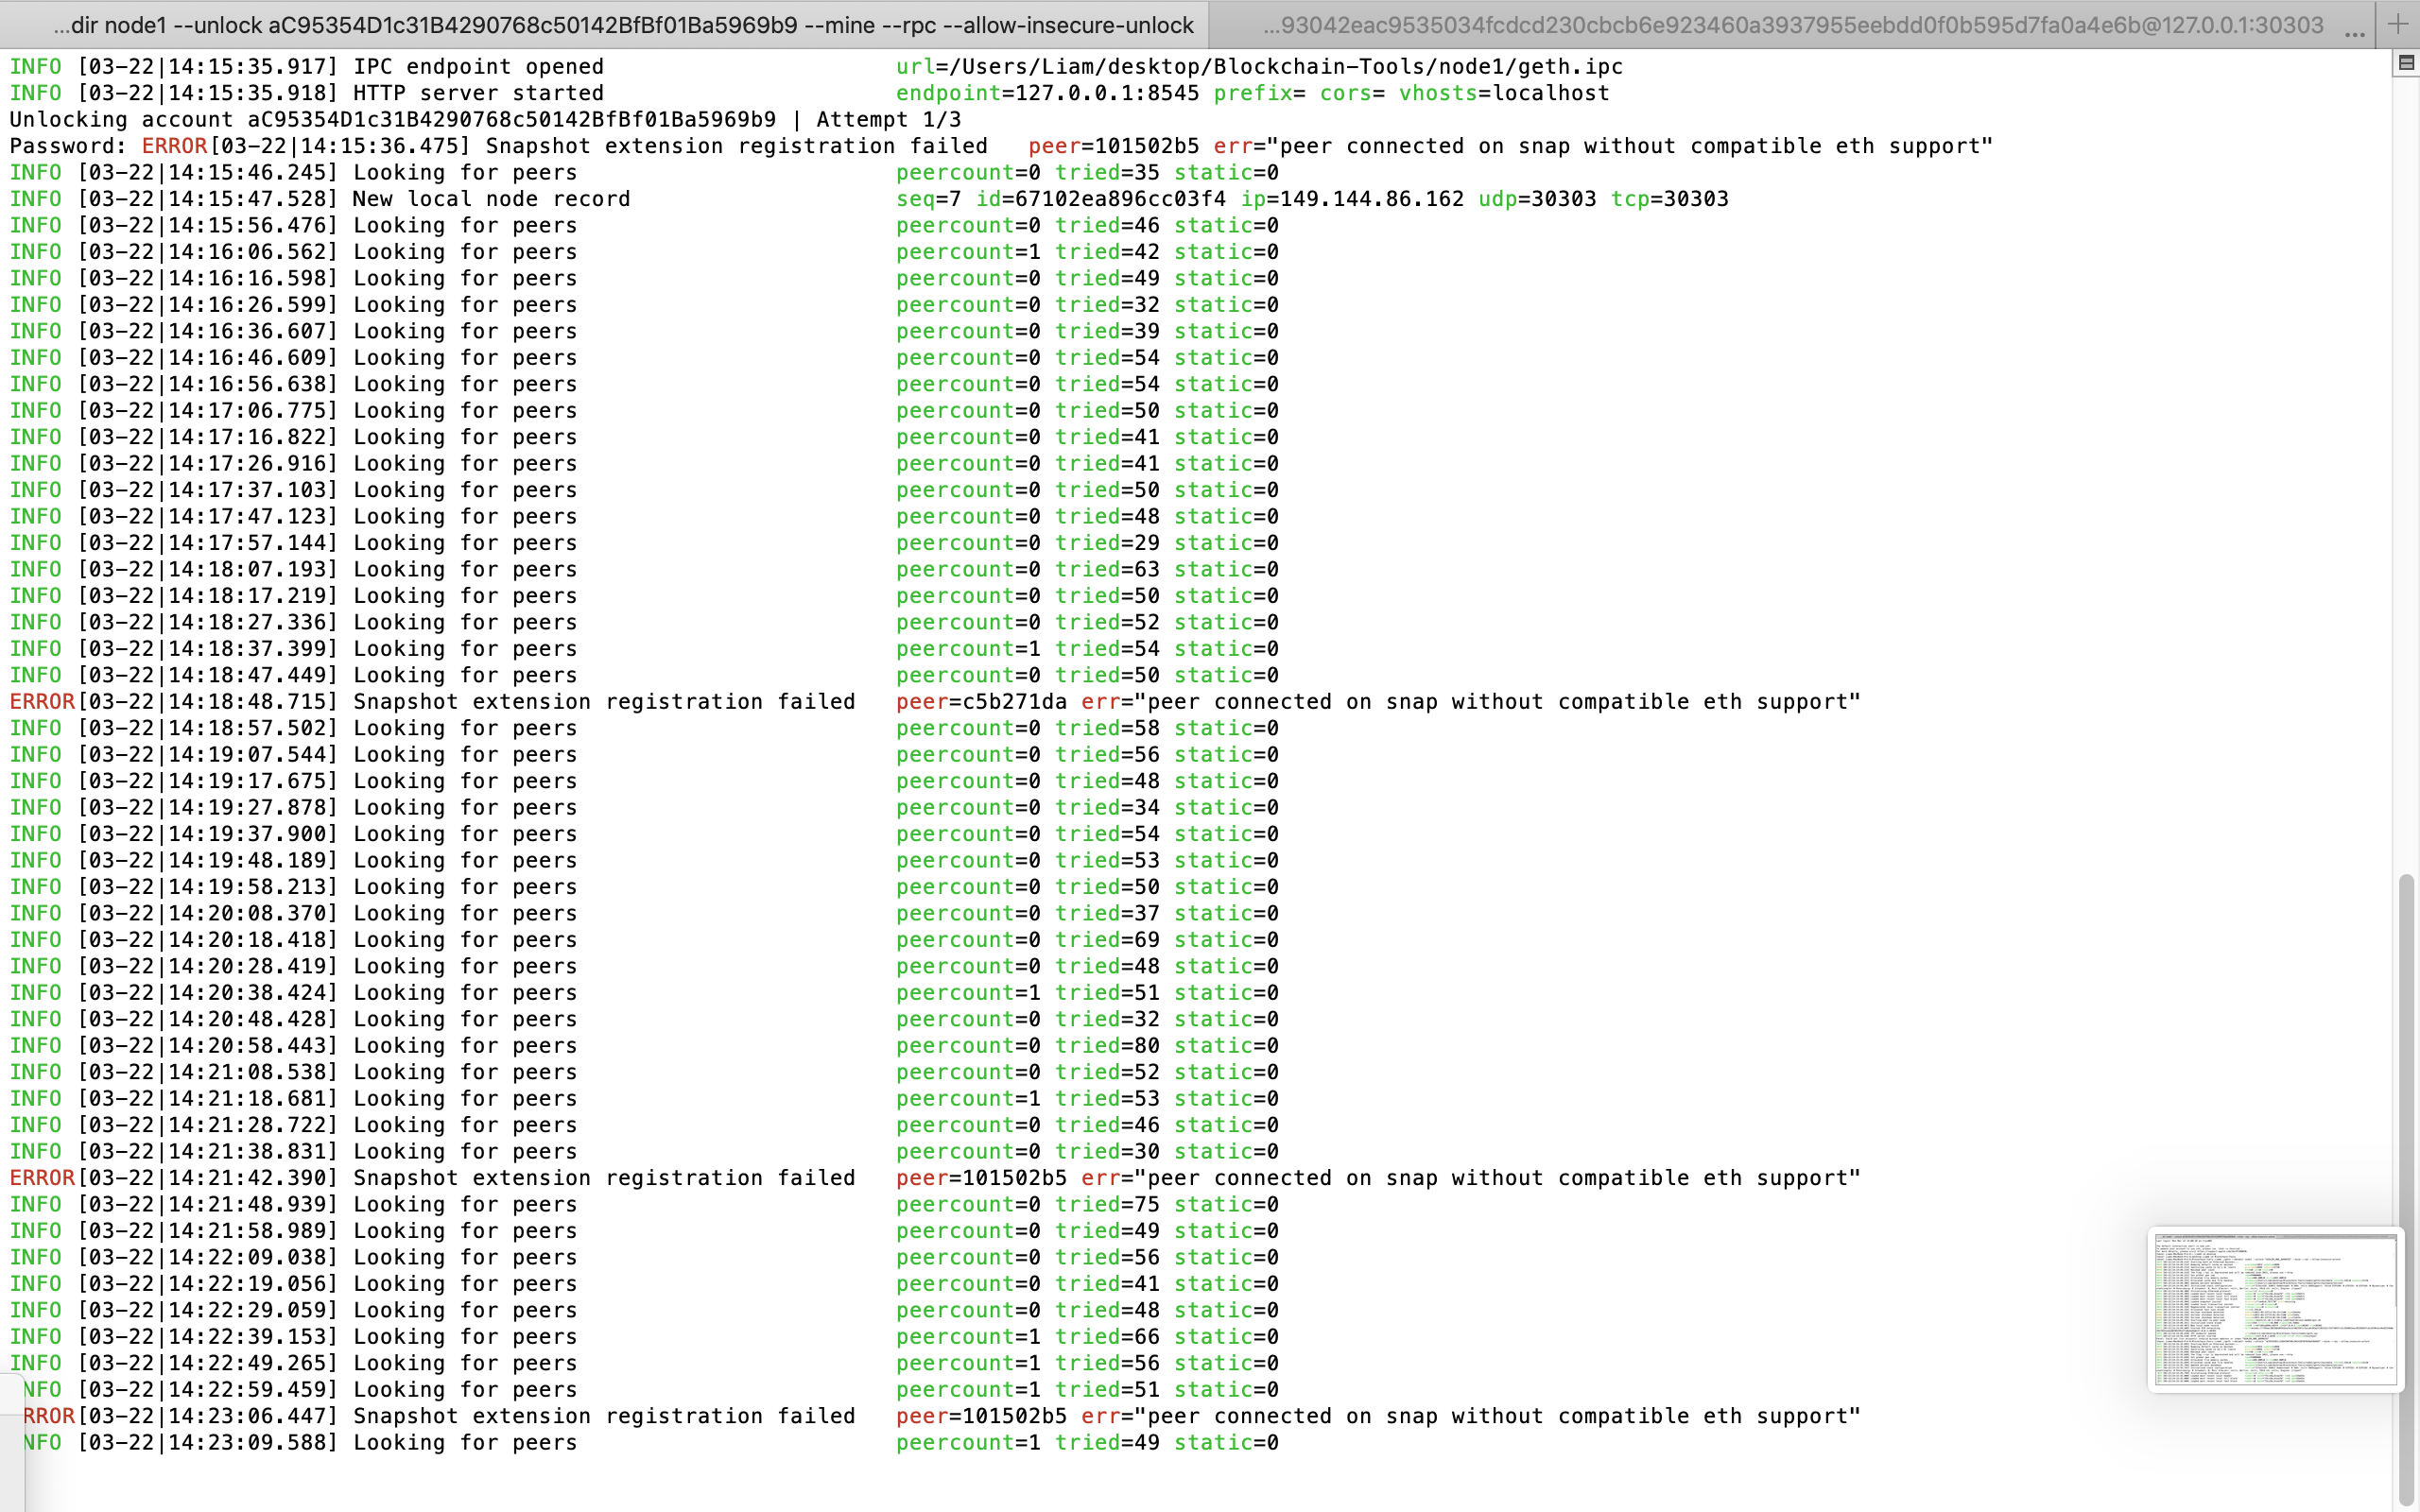 ...dir node1 --unlock aC95354D1c31B4290768c50142BfBf01Ba5969b9 --mine --rpc --allow-insecure-unlock
...93042eac9535034fcdcd230cbcb6e923460a3937955eebdd0f0b595d7fa0a4e6b@127.0.0.1:30303 ... +
INFO [03-22|14:15:35.917] IPC endpoint opened url=/Users/Liam/desktop/Blockchain-Tools/node1/geth.ipc
INFO [03-22|14:15:35.918] HTTP server started endpoint=127.0.0.1:8545 prefix= cors= vhosts=localhost
Unlocking account aC95354D1c31B4290768c50142BfBf01Ba5969b9 | Attempt 1/3
Password: ERROR[03-22|14:15:36.475] Snapshot extension registration failed peer=101502b5 err="peer connected on snap without compatible eth support"
INFO [03-22|14:15:46.245] Looking for peers peercount=0 tried=35 static=0
INFO [03-22|14:15:47.528] New local node record seq=7 id=67102ea896cc03f4 ip=149.144.86.162 udp=30303 tcp=30303
INFO [03-22|14:15:56.476] Looking for peers peercount=0 tried=46 static=0
INFO [03-22|14:16:06.562] Looking for peers peercount=1 tried=42 static=0
INFO [03-22|14:16:16.598] Looking for peers peercount=0 tried=49 static=0
INFO [03-22|14:16:26.599] Looking for peers peercount=0 tried=32 static=0
INFO [03-22|14:16:36.607] Looking for peers peercount=0 tried=39 static=0
INFO [03-22|14:16:46.609] Looking for peers peercount=0 tried=54 static=0
INFO [03-22|14:16:56.638] Looking for peers peercount=0 tried=54 static=0
INFO [03-22|14:17:06.775] Looking for peers peercount=0 tried=50 static=0
INFO [03-22|14:17:16.822] Looking for peers peercount=0 tried=41 static=0
INFO [03-22|14:17:26.916] Looking for peers peercount=0 tried=41 static=0
INFO [03-22|14:17:37.103] Looking for peers peercount=0 tried=50 static=0
INFO [03-22|14:17:47.123] Looking for peers peercount=0 tried=48 static=0
INFO [03-22|14:17:57.144] Looking for peers peercount=0 tried=29 static=0
INFO [03-22|14:18:07.193] Looking for peers peercount=0 tried=63 static=0
INFO [03-22|14:18:17.219] Looking for peers peercount=0 tried=50 static=0
INFO [03-22|14:18:27.336] Looking for peers peercount=0 tried=52 static=0
INFO [03-22|14:18:37.399] Looking for peers peercount=1 tried=54 static=0
INFO [03-22|14:18:47.449] Looking for peers peercount=0 tried=50 static=0
ERROR[03-22|14:18:48.715] Snapshot extension registration failed peer=c5b271da err="peer connected on snap without compatible eth support"
INFO [03-22|14:18:57.502] Looking for peers peercount=0 tried=58 static=0
INFO [03-22|14:19:07.544] Looking for peers peercount=0 tried=56 static=0
INFO [03-22|14:19:17.675] Looking for peers peercount=0 tried=48 static=0
INFO [03-22|14:19:27.878] Looking for peers peercount=0 tried=34 static=0
INFO [03-22|14:19:37.900] Looking for peers peercount=0 tried=54 static=0
INFO [03-22|14:19:48.189] Looking for peers peercount=0 tried=53 static=0
INFO [03-22|14:19:58.213] Looking for peers peercount=0 tried=50 static=0
INFO [03-22|14:20:08.370] Looking for peers peercount=0 tried=37 static=0
INFO [03-22|14:20:18.418] Looking for peers peercount=0 tried=69 static=0
INFO [03-22|14:20:28.419] Looking for peers peercount=0 tried=48 static=0
INFO [03-22|14:20:38.424] Looking for peers peercount=1 tried=51 static=0
INFO [03-22|14:20:48.428] Looking for peers peercount=0 tried=32 static=0
INFO [03-22|14:20:58.443] Looking for peers peercount=0 tried=80 static=0
INFO [03-22|14:21:08.538] Looking for peers peercount=0 tried=52 static=0
INFO [03-22|14:21:18.681] Looking for peers peercount=1 tried=53 static=0
INFO [03-22|14:21:28.722] Looking for peers peercount=0 tried=46 static=0
INFO [03-22|14:21:38.831] Looking for peers peercount=0 tried=30 static=0
ERROR[03-22|14:21:42.390] Snapshot extension registration failed peer=101502b5 err="peer connected on snap without compatible eth support"
INFO [03-22|14:21:48.939] Looking for peers peercount=0 tried=75 static=0
INFO [03-22|14:21:58.989] Looking for peers peercount=0 tried=49 static=0
INFO [03-22|14:22:09.038] Looking for peers peercount=0 tried=56 static=0
INFO [03-22|14:22:19.056] Looking for peers peercount=0 tried=41 static=0
INFO [03-22|14:22:29.059] Looking for peers peercount=0 tried=48 static=0
INFO [03-22|14:22:39.153] Looking for peers peercount=1 tried=66 static=0
INFO [03-22|14:22:49.265] Looking for peers peercount=1 tried=56 static=0
NFO [03-22|14:22:59.459] Looking for peers peercount=1 tried=51 static=0
RROR[03-22|14:23:06.447] Snapshot extension registration failed peer=101502b5 err="peer connected on snap without compatible eth support"
NFO [03-22|14:23:09.588] Looking for peers peercount=1 tried=49 static=0